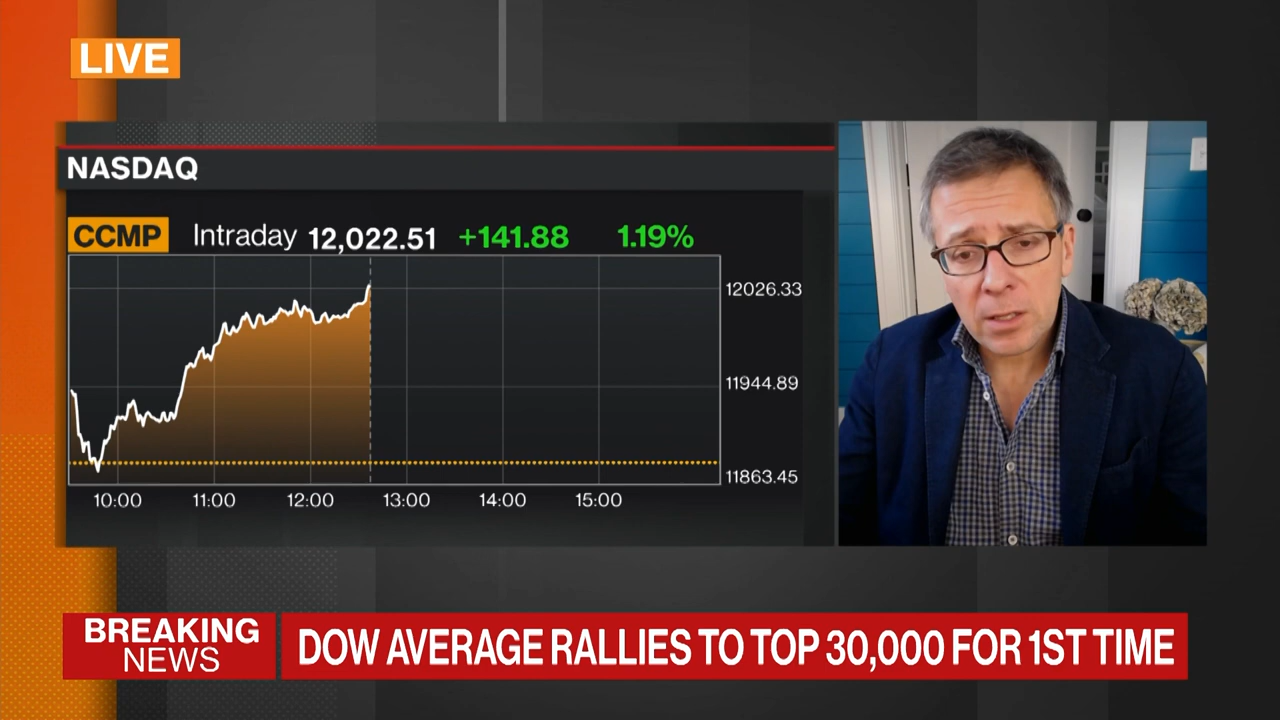 LIVE
NASDAQ
CCMP Intraday 12,022.51 +141.88 1.19%
12026.33
11944.89
11863.45
10:00 11:00 12:00 13:00 14:00 15:00
BREAKING
NEWS
DOW AVERAGE RALLIES TO TOP 30,000 FOR 1ST TIME